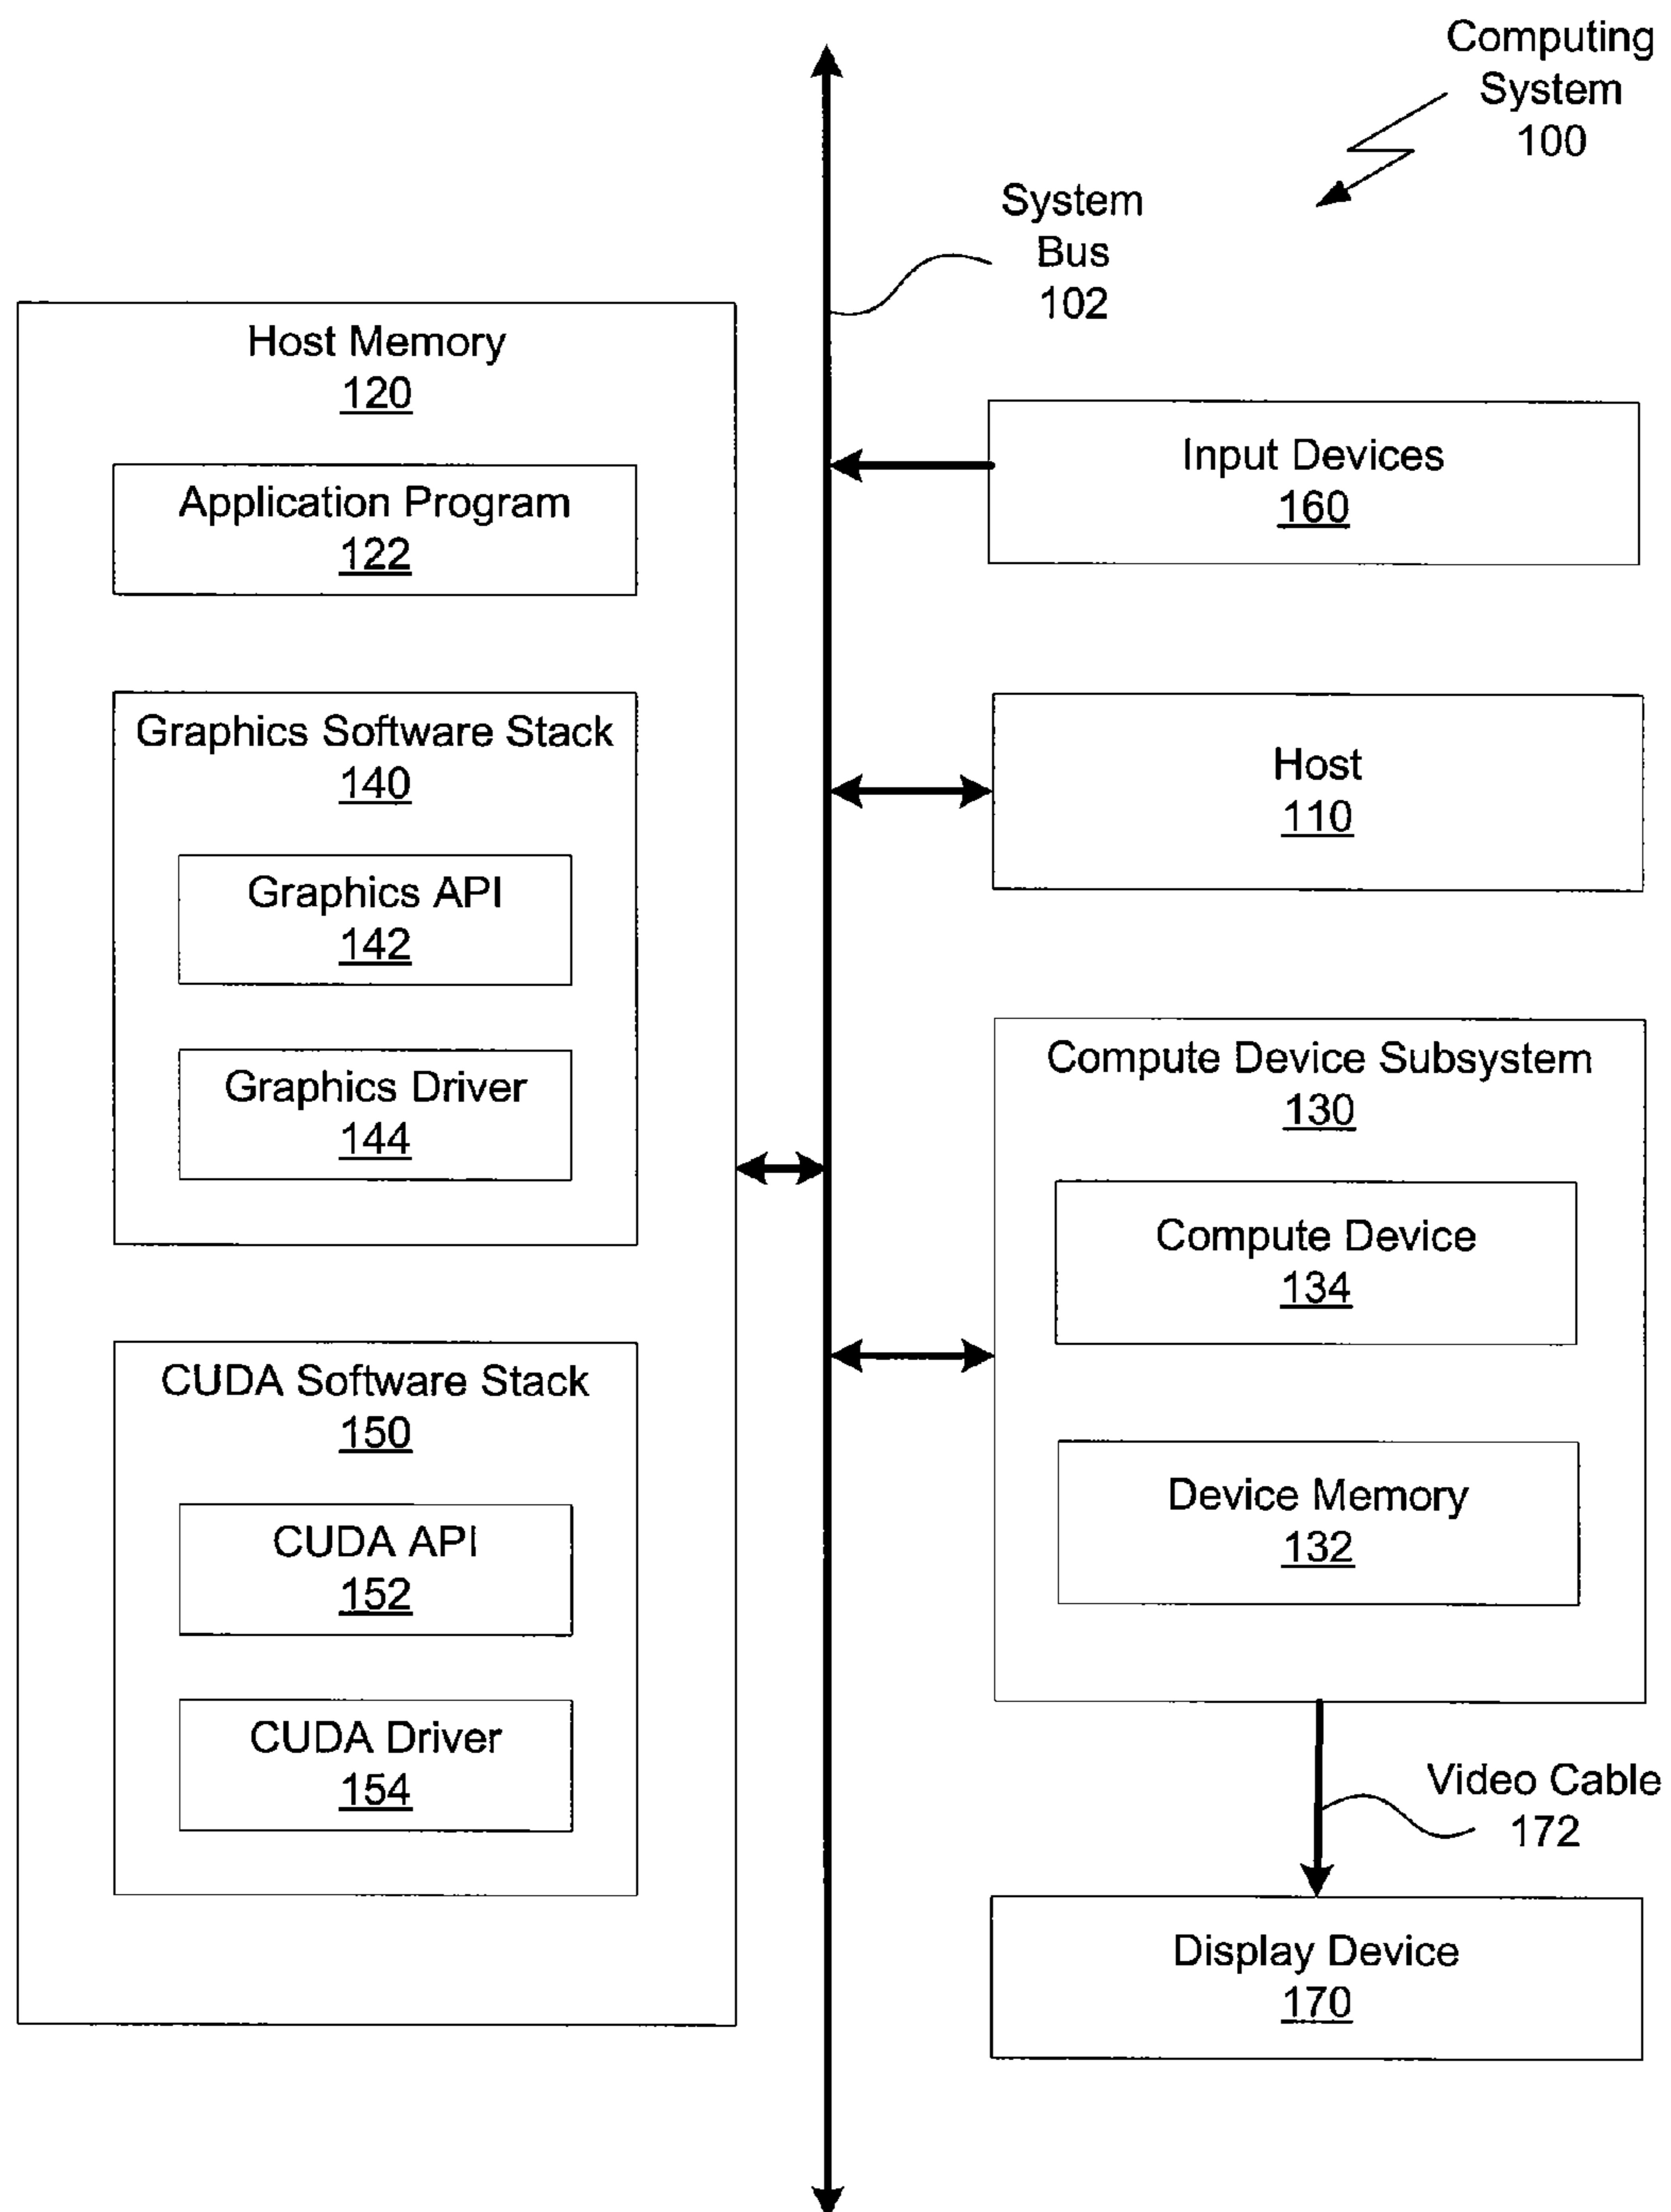 Computing
System
100
System
Bus
102
Host Memory
120
Application Program
122
Graphics Software Stack
140
Graphics API
142
Graphics Driver
144
CUDA Software Stack
150
CUDA API
152
CUDA Driver
154
Input Devices
160
Host
110
Compute Device Subsystem
130
Compute Device
134
Device Memory
132
Video Cable
172
Display Device
170